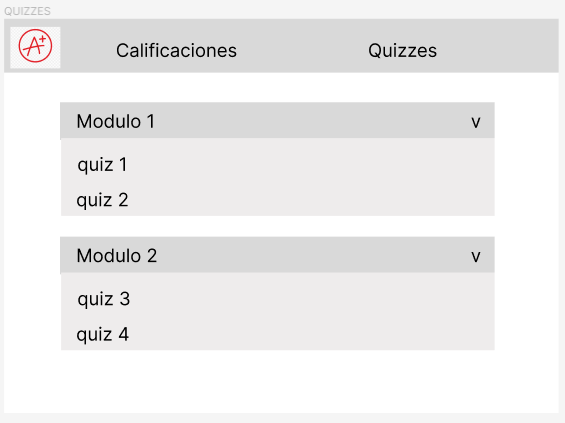 QUIZZES
A+
Calificaciones Quizzes
Modulo 1 v
quiz 1
quiz 2
Modulo 2 v
quiz 3
quiz 4